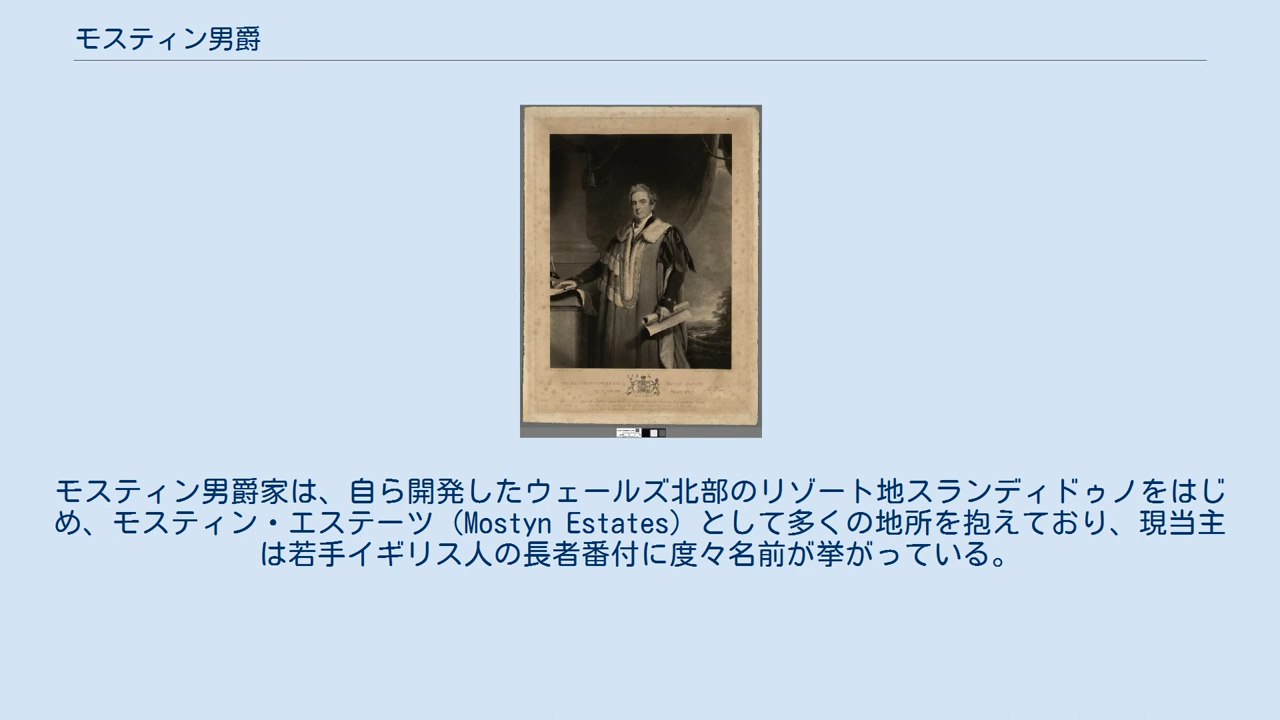 モスティン男爵
モスティン男爵家は、自ら開発したウェールズ北部のリゾート地スランディドゥノをはじ
め、モスティン・エステーツ（Mostyn Estates）として多くの地所を抱えており、現当主
は若手イギリス人の長者番付に度々名前が挙がっている。